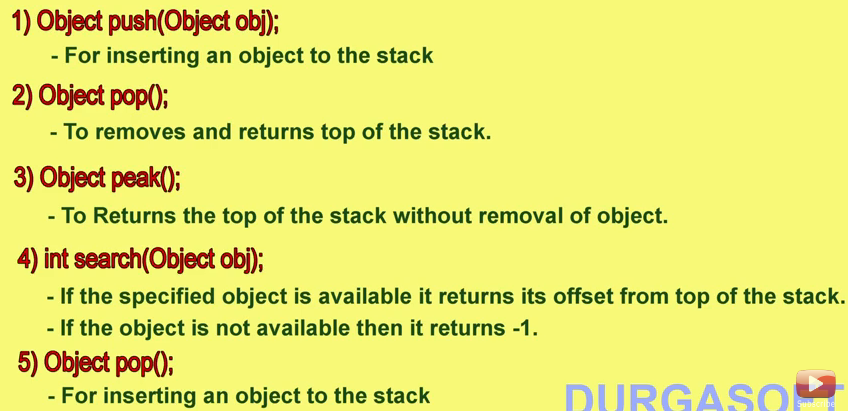 1) Object push(Object obj);
- For inserting an object to the stack
2) Object pop();
- To removes and returns top of the stack.
3) Object peak();
- To Returns the top of the stack without removal of object.
4) int search(Object obj);
- If the specified object is available it returns its offset from top of the stack.
- If the object is not available then it returns -1.
5) Object pop();
- For inserting an object to the stack
DURGASOFT
Subscribe